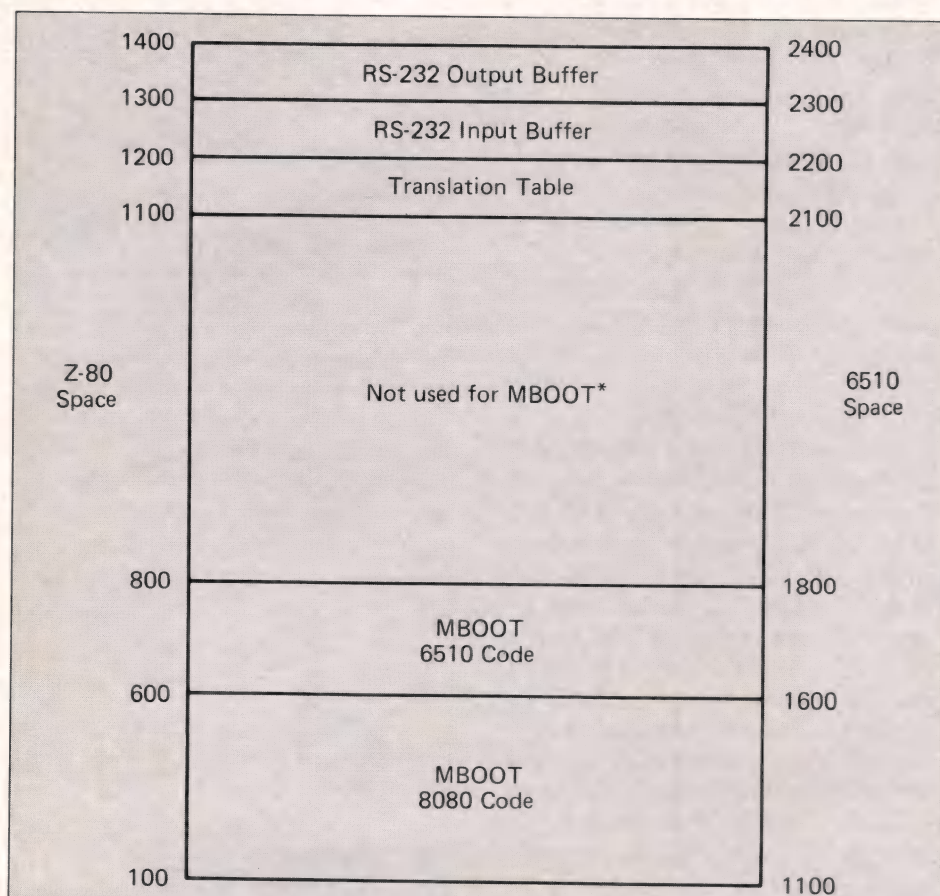 1400
2400
RS-232 Output Buffer
1300
2300
RS-232 Input Buffer
1200
2200
Translation Table
1100
2100
Z-80
Space
Not used for MBOOT*
6510
Space
800
1800
MBOOT
6510 Code
600
1600
MBOOT
8080 Code
100
1100